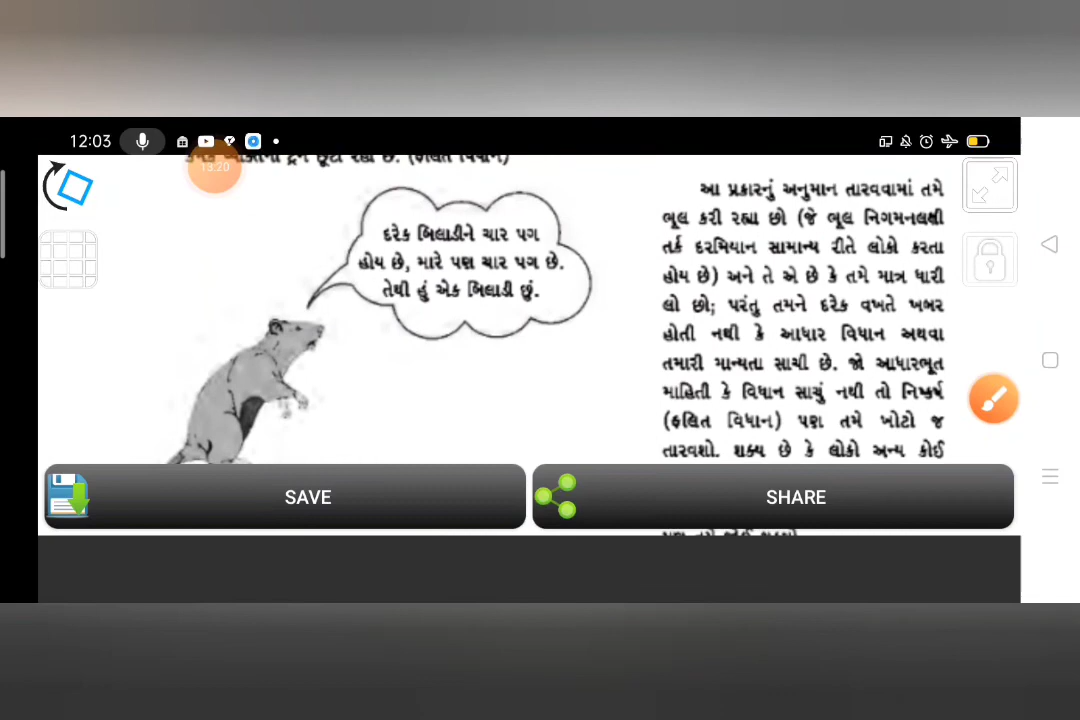 12:03
13:20
દરેક બિલાડીને ચાર પગ
હોય છે, મારે પણ ચાર પગ છે.
તેથી હું એક બિલાડી છું.
આ પ્રકારનું અનુમાન તારવવામાં તમે
ભૂલ કરી રહ્યા છો (જે ભૂલ નિગમનલક્ષી
તર્ક દરમિયાન સામાન્ય રીતે લોકો કરતા
હોય છે) અને તે એ છે કે તમે માત્ર ધારી
લો છો; પરંતુ તમને દરેક વખતે ખબર
હોતી નથી કે આધાર વિધાન અથવા
તમારી માન્યતા સાચી છે. જો આધારભૂત
માહિતી કે વિધાન સાચું નથી તો નિષ્કર્ષ
(ફલિત વિધાન) પણ તમે ખોટો જ
તારવશો. શક્ય છે કે લોકો અન્ય કોઈ
SAVE
SHARE